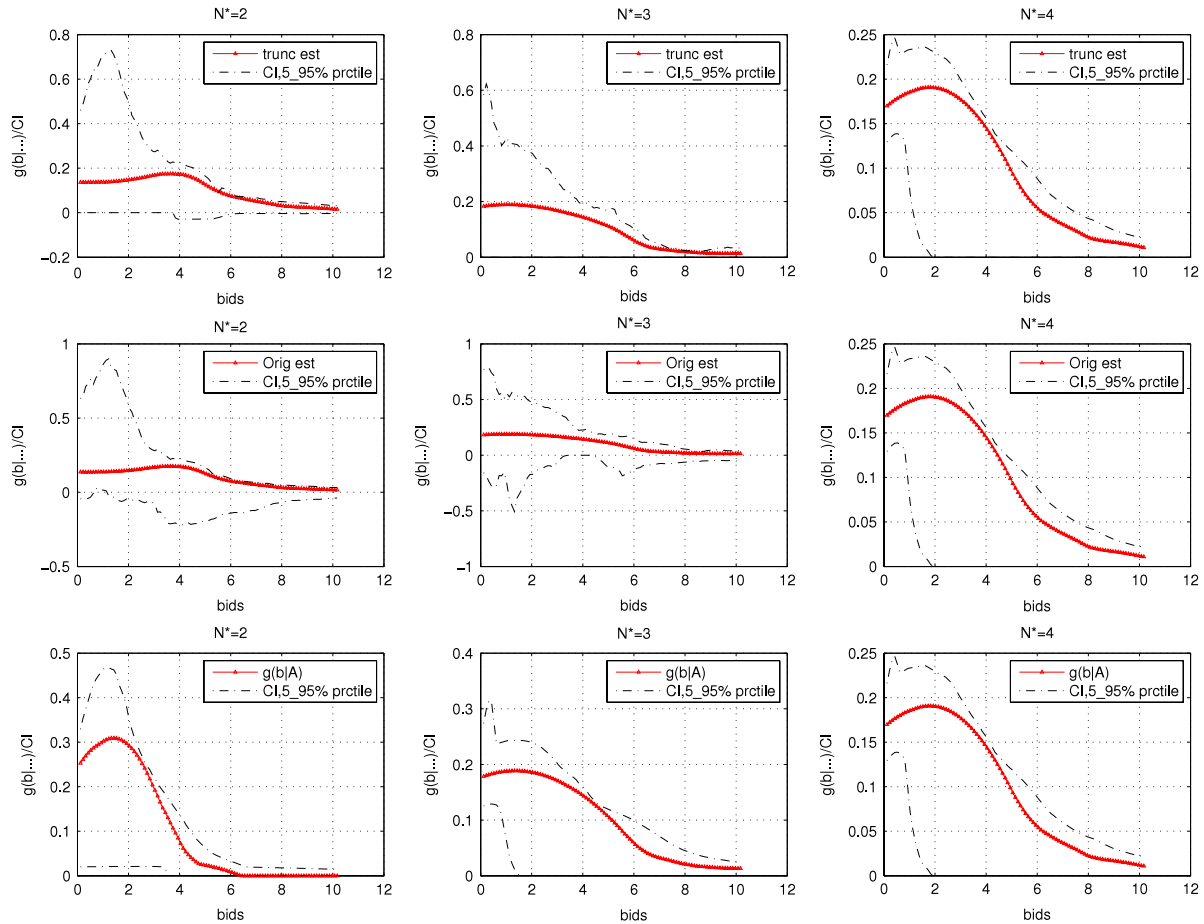 N*=2
0.8
0.6
0.4
0.2
0
−0.2
g(b|...)/CI
trunc est
CI,5_95% prctile
0 2 4 6 8 10 12
bids
N*=3
0.8
0.6
0.4
0.2
0
g(b|...)/CI
trunc est
CI,5_95% prctile
0 2 4 6 8 10 12
bids
N*=4
0.25
0.2
0.15
0.1
0.05
0
g(b|...)/CI
trunc est
CI,5_95% prctile
0 2 4 6 8 10 12
bids
N*=2
1
0.5
0
−0.5
g(b|...)/CI
Orig est
CI,5_95% prctile
0 2 4 6 8 10 12
bids
N*=3
1
0.5
0
−0.5
−1
g(b|...)/CI
Orig est
CI,5_95% prctile
0 2 4 6 8 10 12
bids
N*=4
0.25
0.2
0.15
0.1
0.05
0
g(b|...)/CI
Orig est
CI,5_95% prctile
0 2 4 6 8 10 12
bids
N*=2
0.5
0.4
0.3
0.2
0.1
0
g(b|...)/CI
g(b|A)
CI,5_95% prctile
0 2 4 6 8 10 12
bids
N*=3
0.4
0.3
0.2
0.1
0
g(b|...)/CI
g(b|A)
CI,5_95% prctile
0 2 4 6 8 10 12
bids
N*=4
0.25
0.2
0.15
0.1
0.05
0
g(b|...)/CI
g(b|A)
CI,5_95% prctile
0 2 4 6 8 10 12
bids